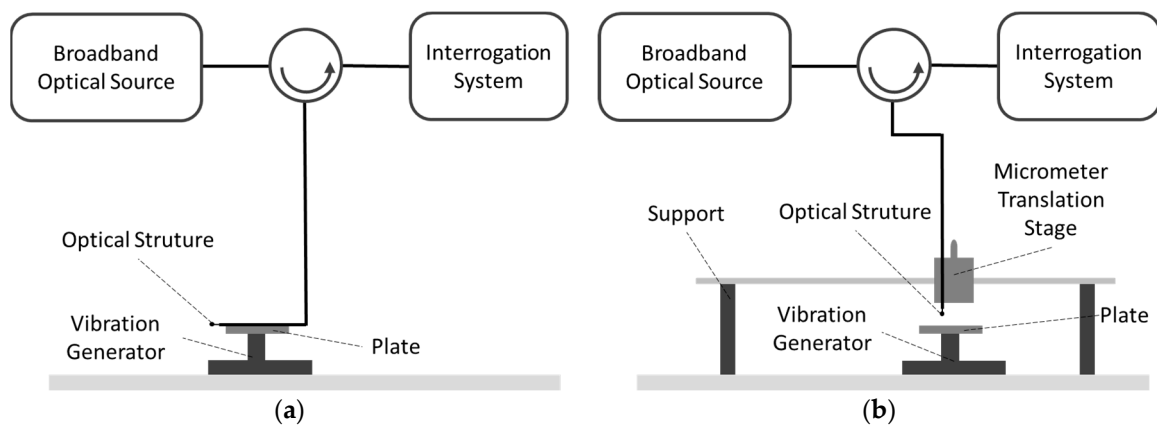 Broadband
Optical Source
Interrogation
System
Optical Struture
Vibration
Generator
Plate
(a)
Broadband
Optical Source
Interrogation
System
Micrometer
Translation
Stage
Support
Optical Struture
Vibration
Generator
Plate
(b)